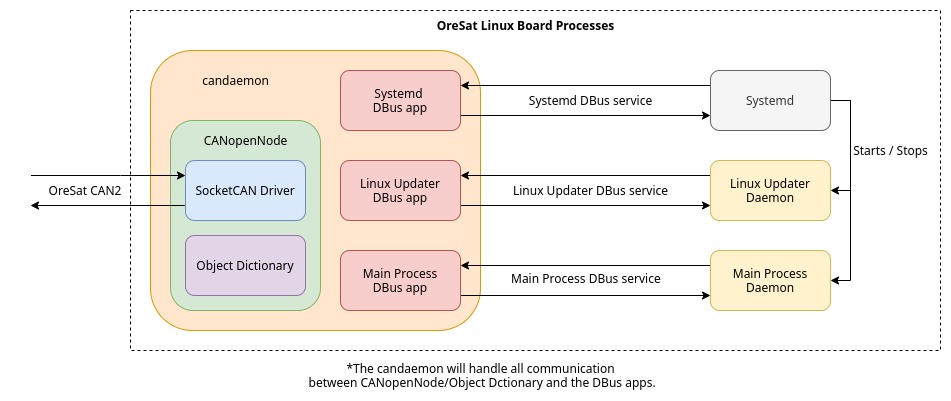 OreSat Linux Board Processes
candaemon
Systemd
DBus app
Systemd DBus service
Systemd
CANopenNode
Starts / Stops
OreSat CAN2
SocketCAN Driver
Linux Updater
DBus app
Linux Updater DBus service
Linux Updater
Daemon
Object Dictionary
Main Process
DBus app
Main Process DBus service
Main Process
Daemon
*The candaemon will handle all communication
between CANopenNode/Object Dctionary and the DBus apps.